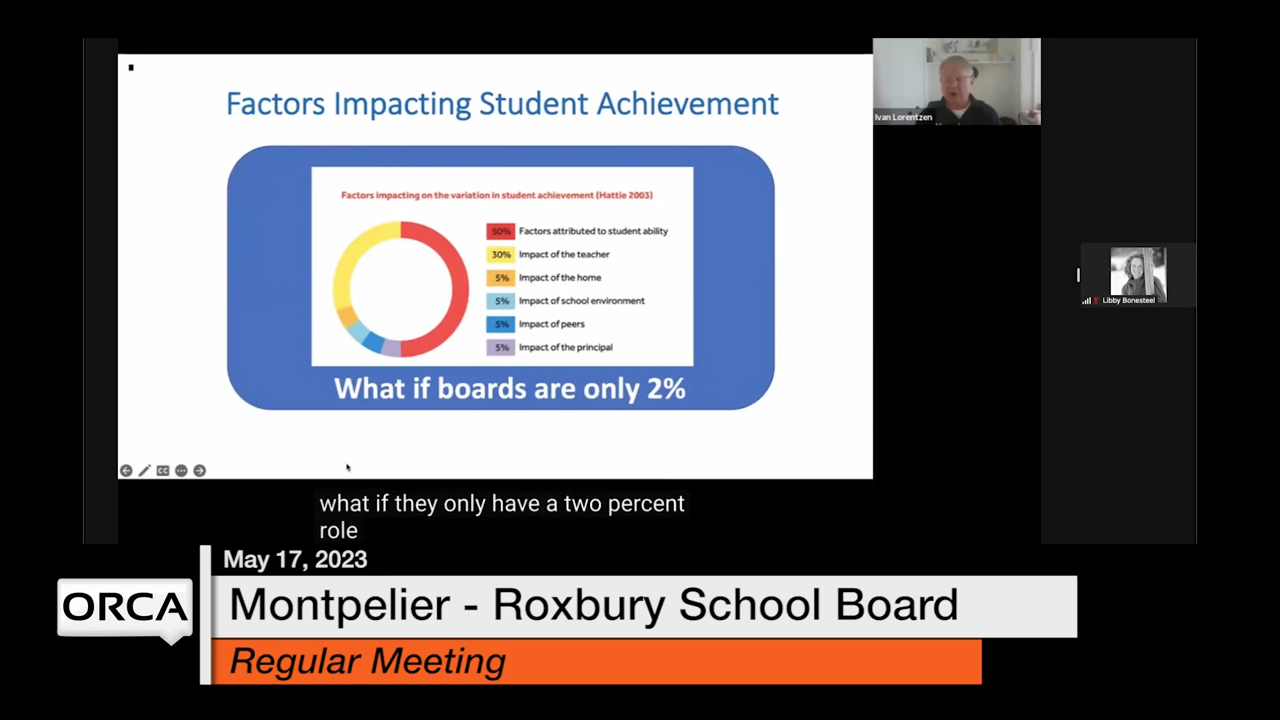 Factors Impacting Student Achievement
Factors impacting on the variation in student achievement (Hattie 2003)
50% Factors attributed to student ability
30% Impact of the teacher
5% Impact of the home
5% Impact of school environment
5% Impact of peers
5% Impact of the principal
What if boards are only 2%
Ivan Lorentzen
Libby Bonesteel
what if they only have a two percent
role
May 17, 2023
ORCA
Montpelier - Roxbury School Board
Regular Meeting